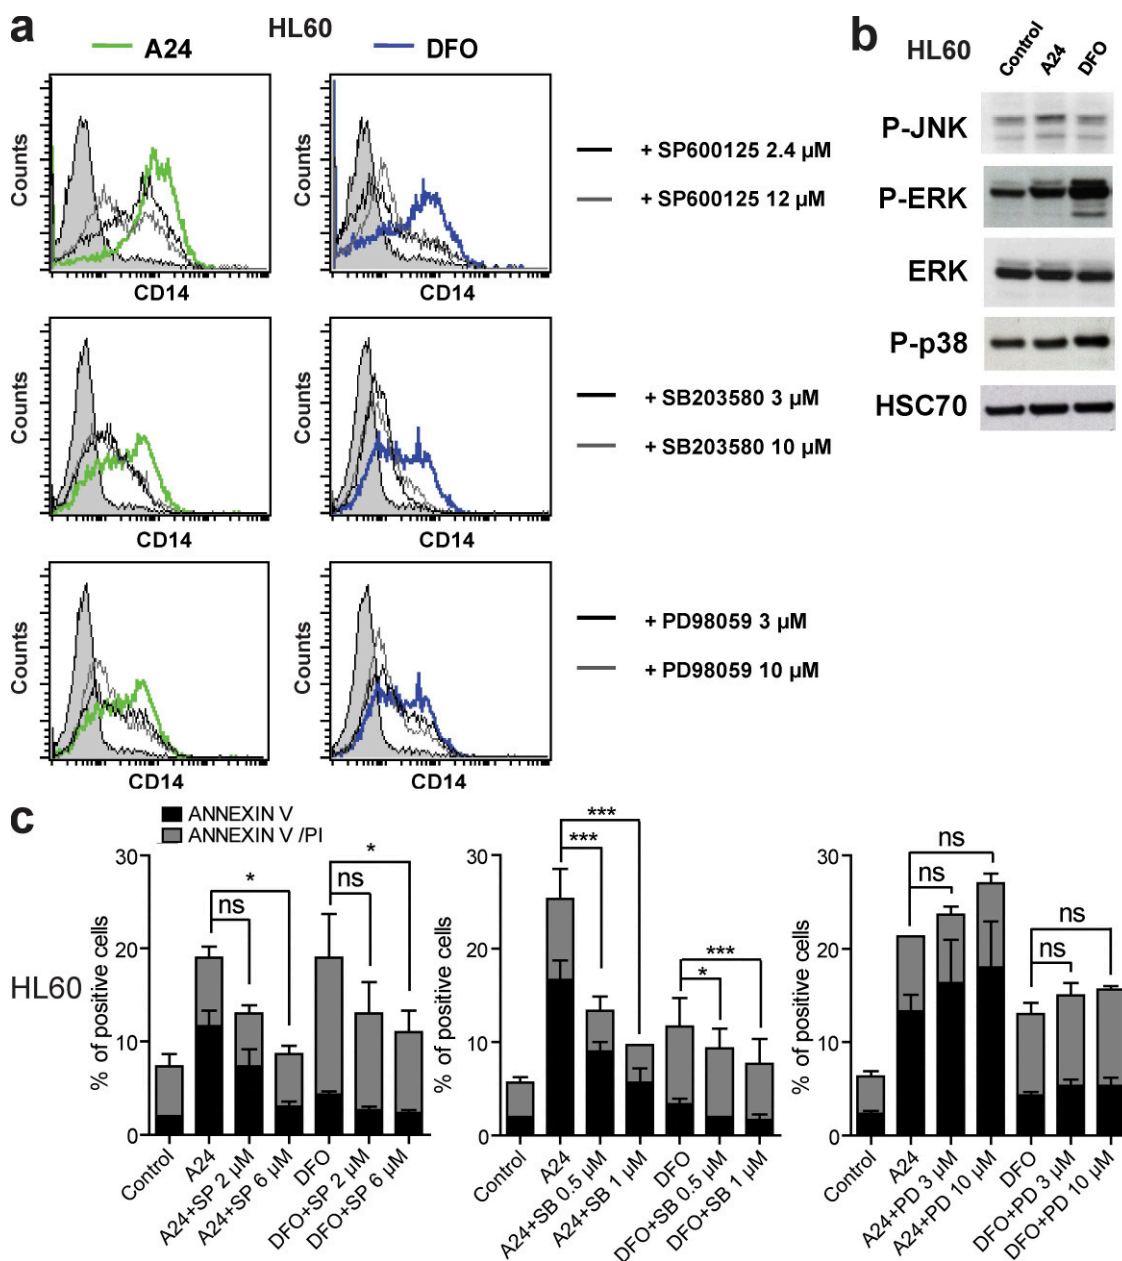 a
HL60
A24
DFO
Counts
CD14
Counts
CD14
+ SP600125 2.4 µM
+ SP600125 12 µM
Counts
CD14
Counts
CD14
+ SB203580 3 µM
+ SB203580 10 µM
Counts
CD14
Counts
CD14
+ PD98059 3 µM
+ PD98059 10 µM
b
HL60
Control
A24
DFO
P-JNK
P-ERK
ERK
P-p38
HSC70
c
ANNEXIN V
ANNEXIN V /PI
HL60
% of positive cells
30
20
10
0
*
ns
*
ns
Control
A24
A24+SP 2 µM
A24+SP 6 µM
DFO
DFO+SP 2 µM
DFO+SP 6 µM
% of positive cells
30
20
10
0
***
***
***
*
Control
A24
A24+SB 0.5 µM
A24+SB 1 µM
DFO
DFO+SB 0.5 µM
DFO+SB 1 µM
% of positive cells
30
20
10
0
ns
ns
ns
ns
Control
A24
A24+PD 3 µM
A24+PD 10 µM
DFO
DFO+PD 3 µM
DFO+PD 10 µM